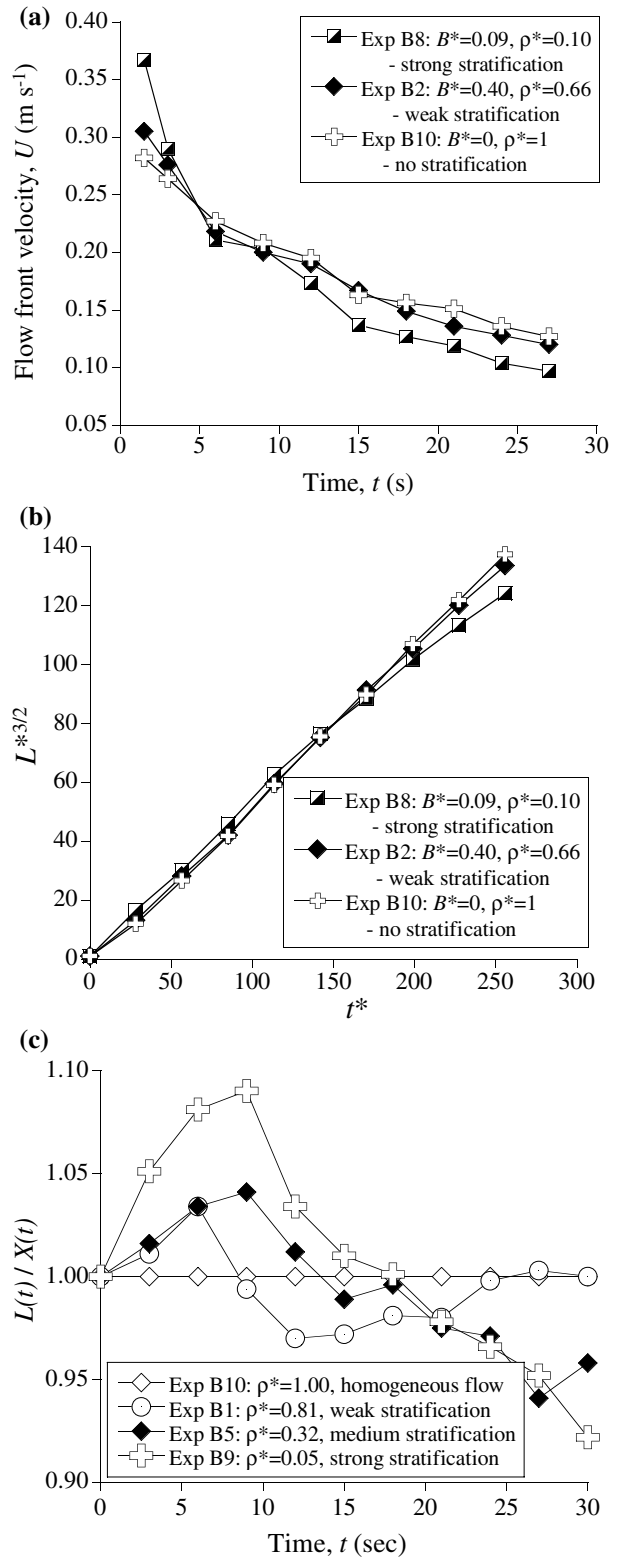 (a)
Exp B8: B*=0.09, ρ*=0.10
- strong stratification
Exp B2: B*=0.40, ρ*=0.66
- weak stratification
Exp B10: B*=0, ρ*=1
- no stratification
0.40
0.35
0.30
0.25
0.20
0.15
0.10
0.05
Flow front velocity, U (m s⁻¹)
0 5 10 15 20 25 30
Time, t (s)
(b)
140
120
100
80
60
40
20
0
L*³ᐟ²
Exp B8: B*=0.09, ρ*=0.10
- strong stratification
Exp B2: B*=0.40, ρ*=0.66
- weak stratification
Exp B10: B*=0, ρ*=1
- no stratification
0 50 100 150 200 250 300
t*
(c)
1.10
1.05
1.00
0.95
0.90
L(t) / X(t)
Exp B10: ρ*=1.00, homogeneous flow
Exp B1: ρ*=0.81, weak stratification
Exp B5: ρ*=0.32, medium stratification
Exp B9: ρ*=0.05, strong stratification
0 5 10 15 20 25 30
Time, t (sec)